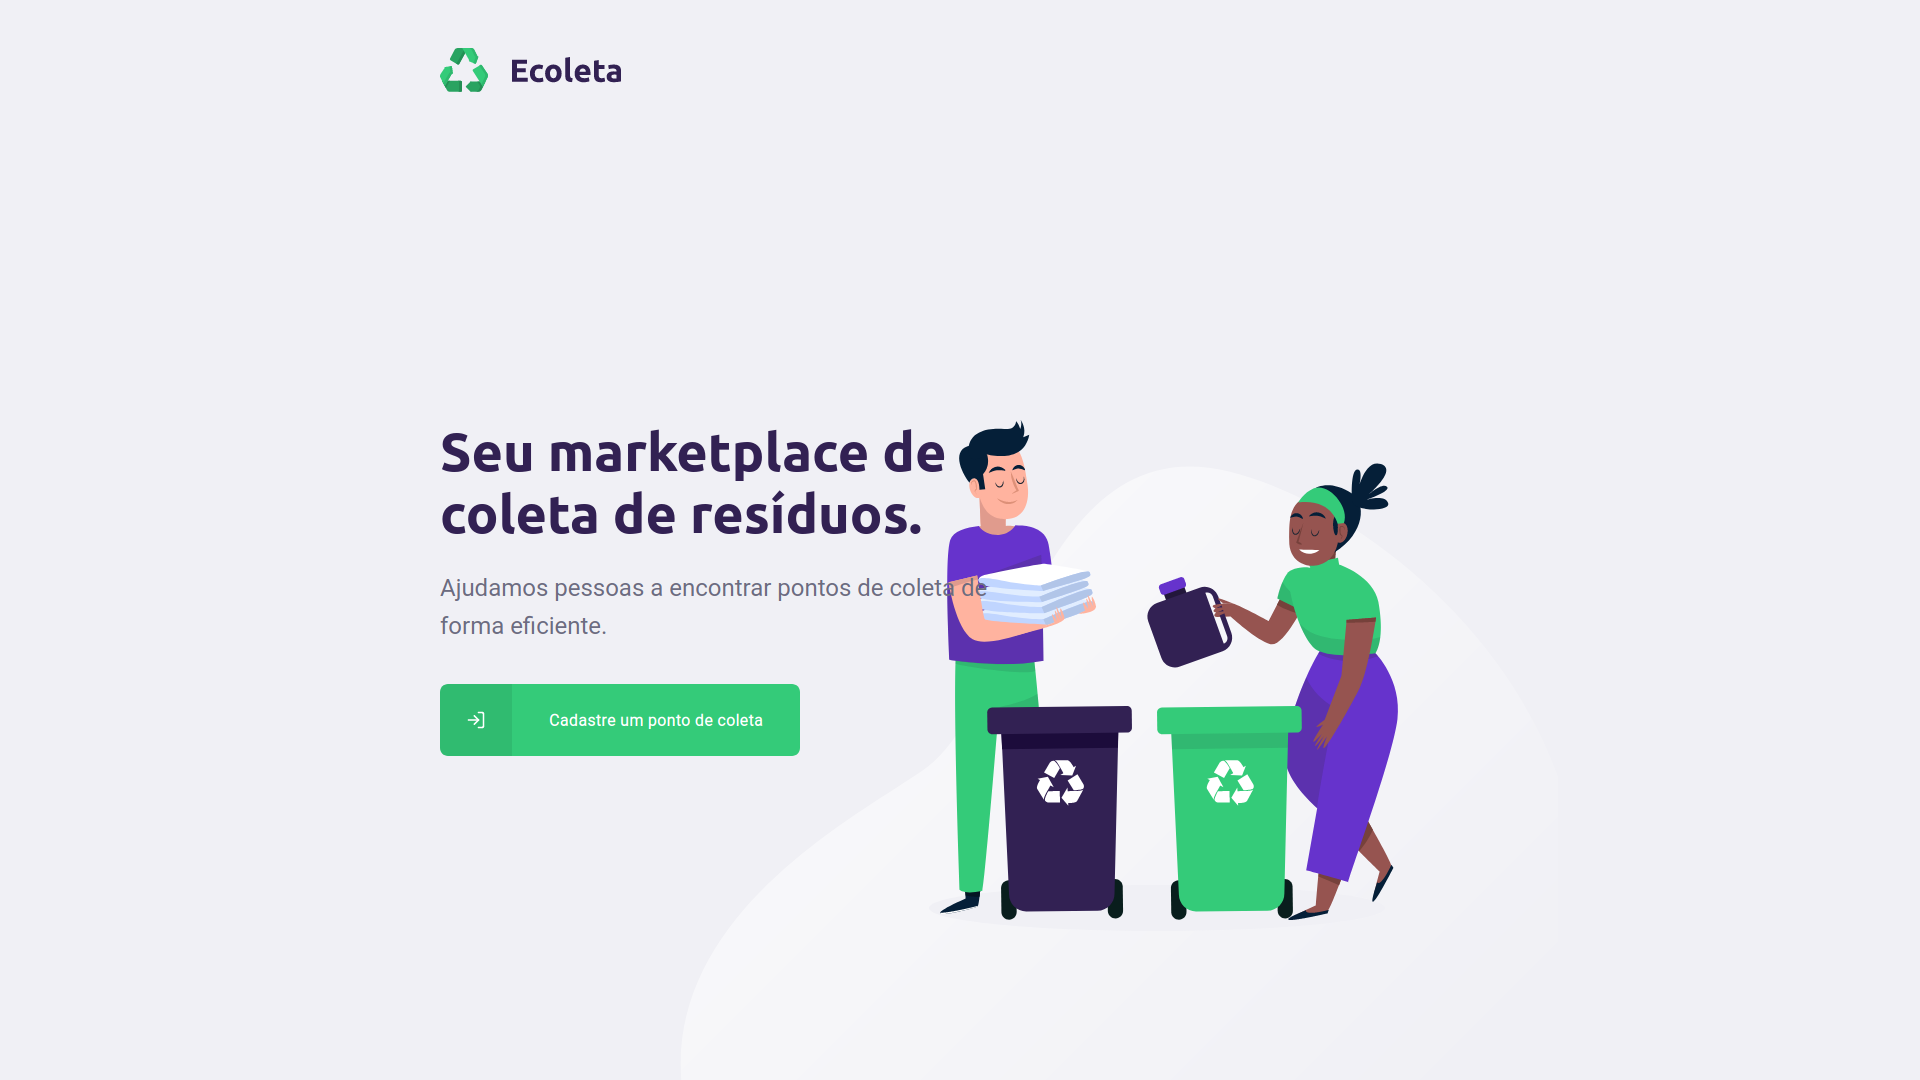 Ecoleta
Seu marketplace de
coleta de resíduos.
Ajudamos pessoas a encontrar pontos de coleta de
forma eficiente.
Cadastre um ponto de coleta